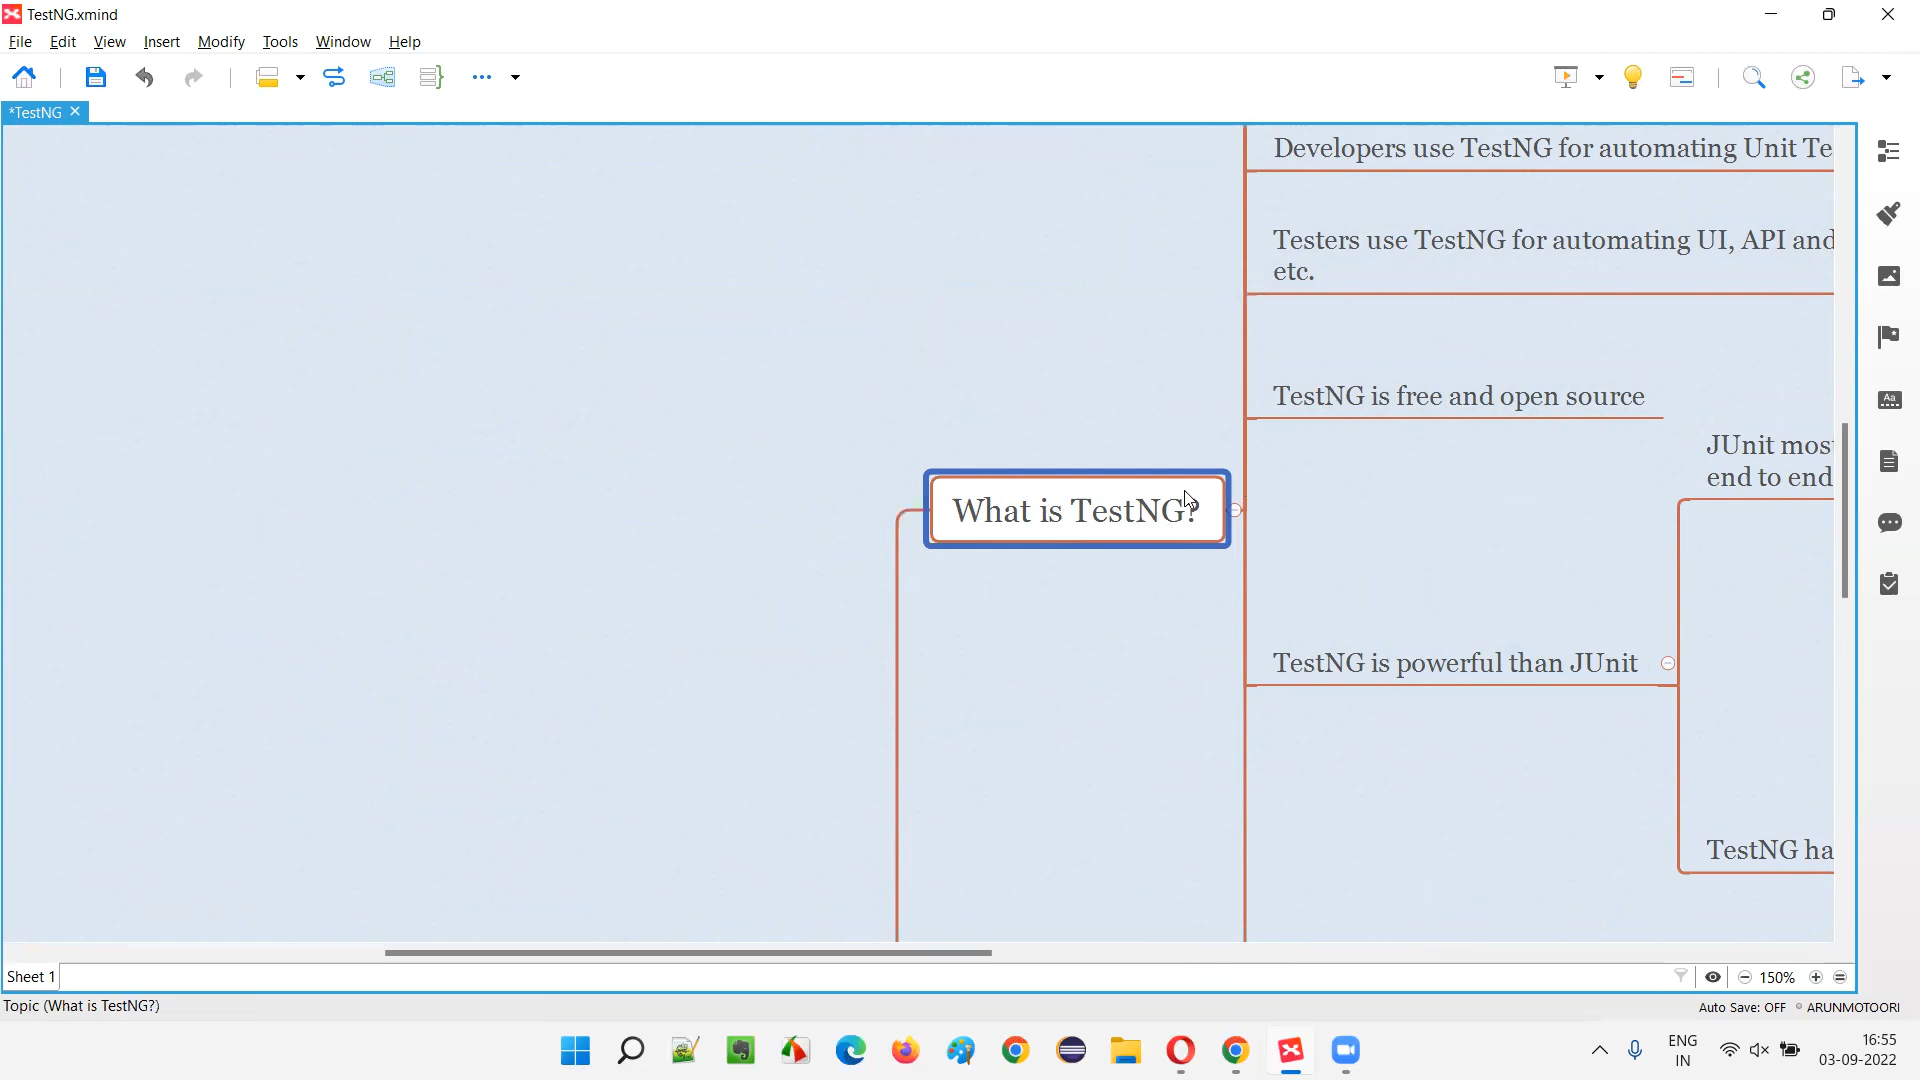 TestNG.xmind
File Edit View Insert Modify Tools Window Help
*TestNG
Developers use TestNG for automating Unit Te
Testers use TestNG for automating UI, API and
etc.
TestNG is free and open source
JUnit most
end to end
What is TestNG?
TestNG is powerful than JUnit
TestNG ha
Aa
Sheet 1
150%
Topic (What is TestNG?)
Auto Save: OFF ARUNMOTOORI
ENG
IN
16:55
03-09-2022